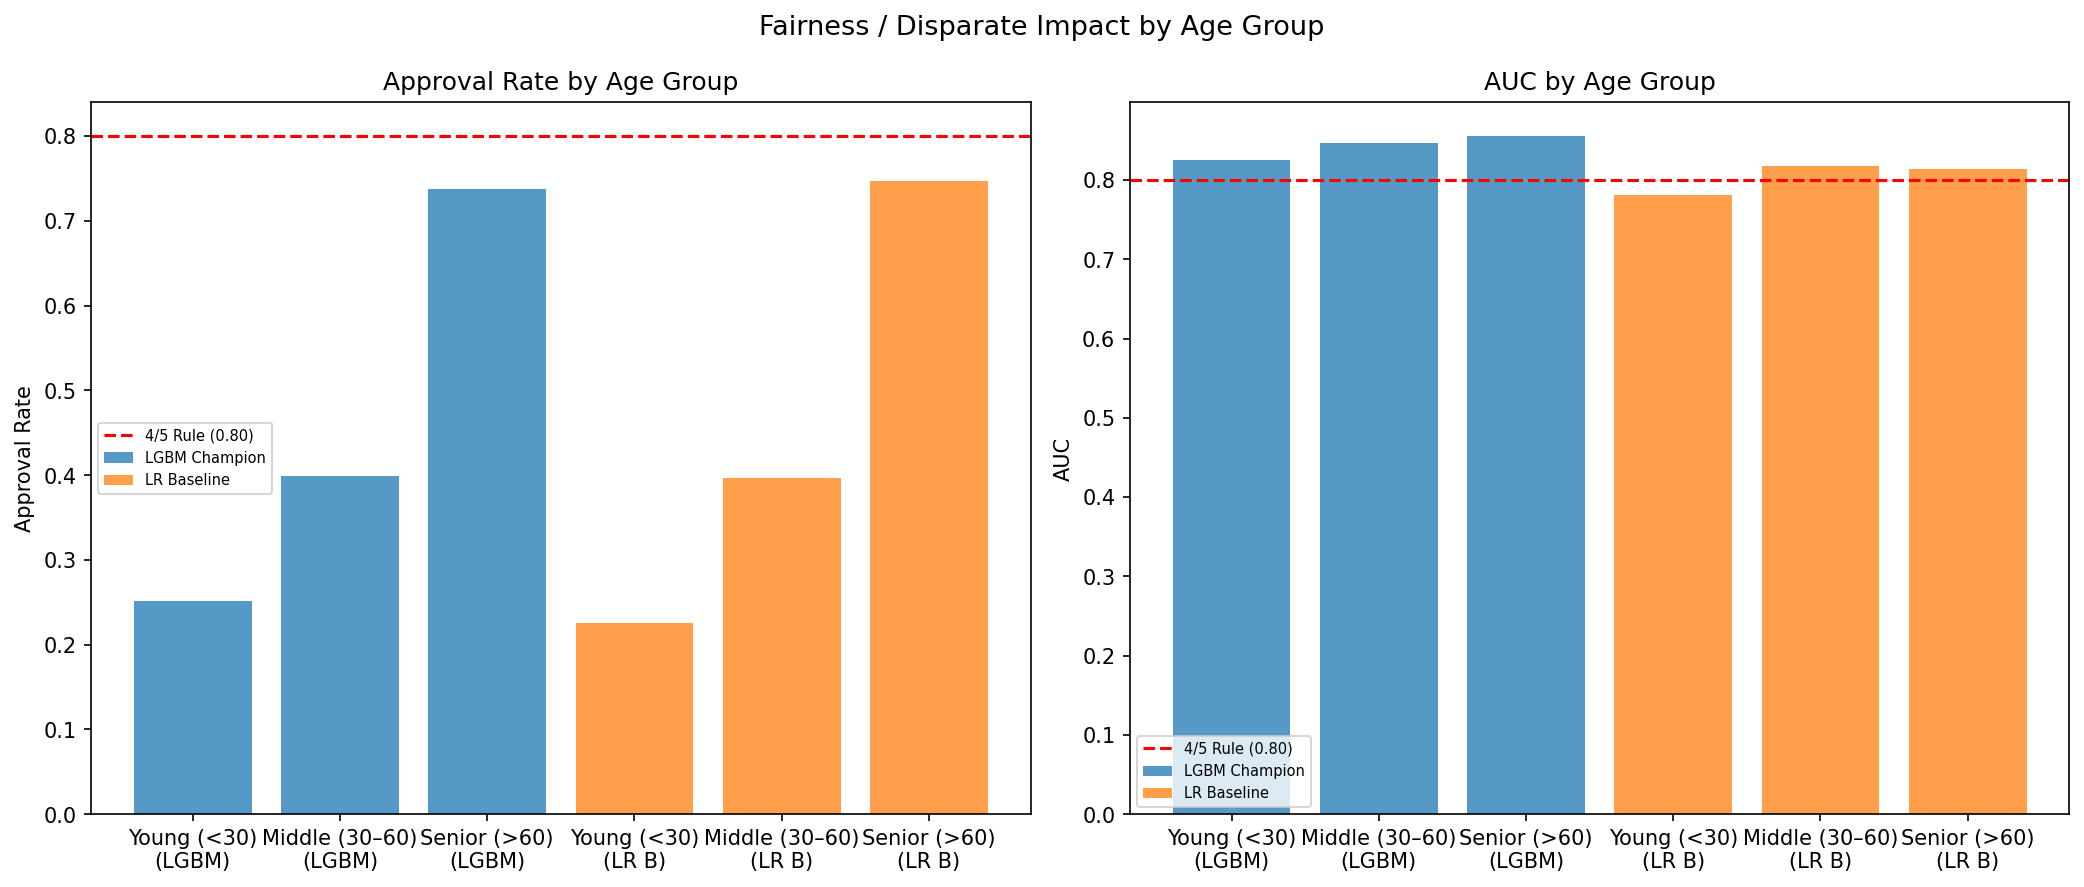 Fairness / Disparate Impact by Age Group
Approval Rate by Age Group
Approval Rate
0.8
0.7
0.6
0.5
0.4
0.3
0.2
0.1
0.0
4/5 Rule (0.80)
LGBM Champion
LR Baseline
Young (<30)
(LGBM)
Middle (30–60)
(LGBM)
Senior (>60)
(LGBM)
Young (<30)
(LR B)
Middle (30–60)
(LR B)
Senior (>60)
(LR B)
AUC by Age Group
AUC
0.8
0.7
0.6
0.5
0.4
0.3
0.2
0.1
0.0
4/5 Rule (0.80)
LGBM Champion
LR Baseline
Young (<30)
(LGBM)
Middle (30–60)
(LGBM)
Senior (>60)
(LGBM)
Young (<30)
(LR B)
Middle (30–60)
(LR B)
Senior (>60)
(LR B)